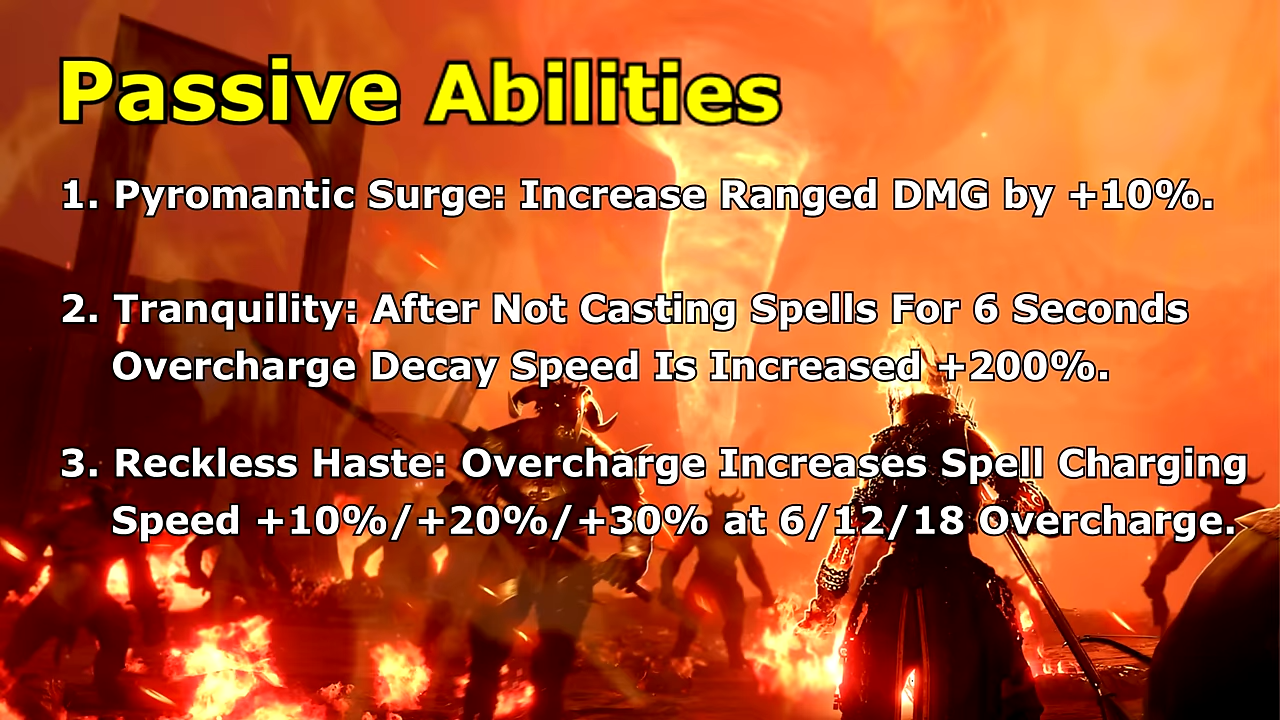 Passive Abilities
1. Pyromantic Surge: Increase Ranged DMG by +10%.
2. Tranquility: After Not Casting Spells For 6 Seconds
Overcharge Decay Speed Is Increased +200%.
3. Reckless Haste: Overcharge Increases Spell Charging
Speed +10%/+20%/+30% at 6/12/18 Overcharge.